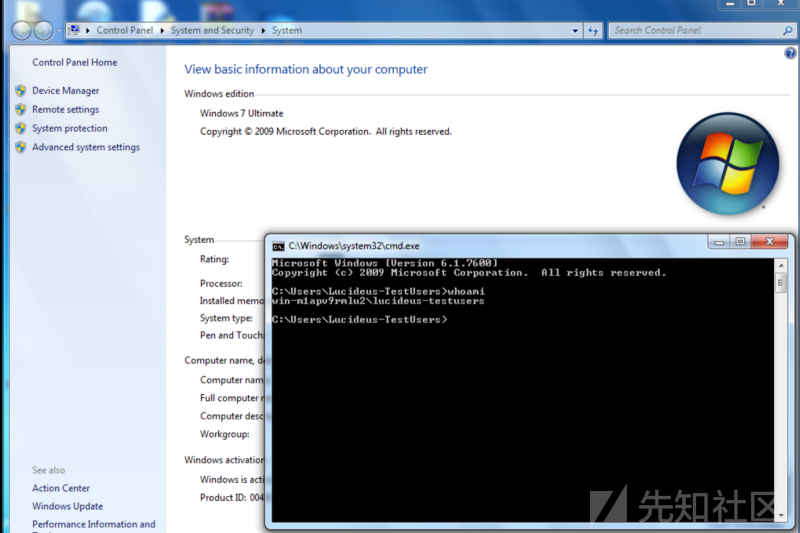 Control Panel ▸ System and Security ▸ System
Search Control Panel
Control Panel Home
Device Manager
Remote settings
System protection
Advanced system settings
See also
Action Center
Windows Update
Performance Information and
View basic information about your computer
Windows edition
Windows 7 Ultimate
Copyright © 2009 Microsoft Corporation. All rights reserved.
System
Rating:
Processor:
Installed memo
System type:
Pen and Touch:
Computer name, do
Computer nam
Full computer n
Computer desc
Workgroup:
Windows activation
Windows is acti
Product ID: 004
C:\Windows\system32\cmd.exe
Microsoft Windows [Version 6.1.7600]
Copyright (c) 2009 Microsoft Corporation. All rights reserved.
C:\Users\Lucideus-TestUsers>whoami
win-m1apv9rmlu2\lucideus-testusers
C:\Users\Lucideus-TestUsers>
先知社区